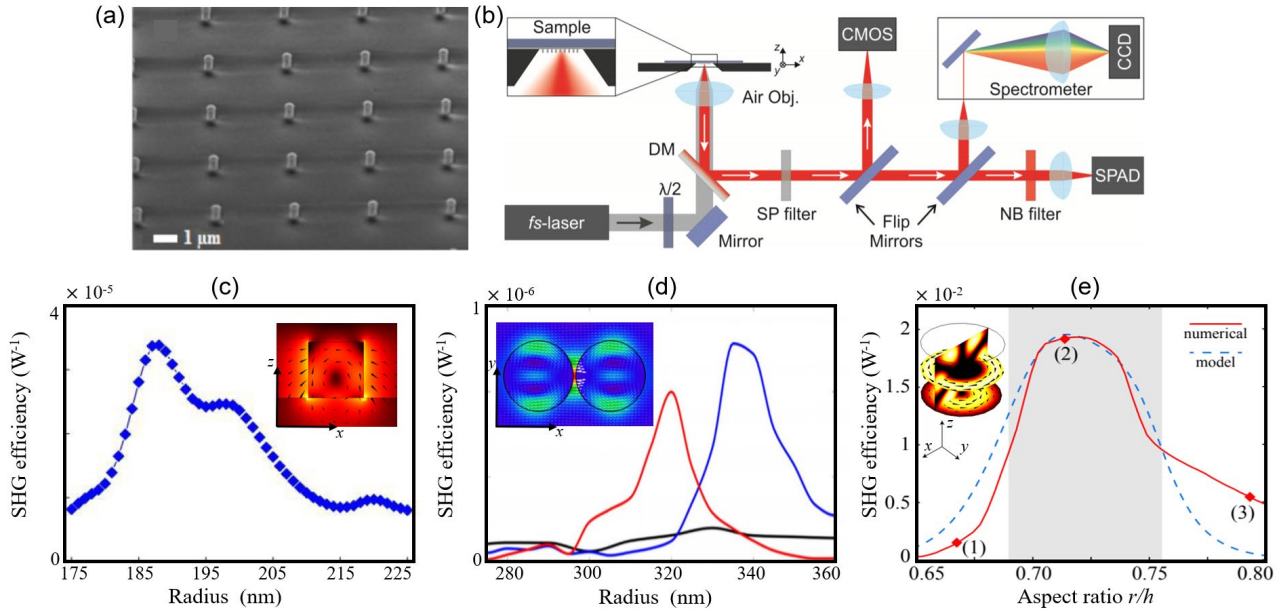 (a)
1 μm
(b)
Sample
z
y
x
Air Obj.
CMOS
CCD
Spectrometer
DM
λ/2
fs-laser
Mirror
SP filter
Flip
Mirrors
NB filter
SPAD
(c)
× 10⁻⁵
4
0
SHG efficiency (W⁻¹)
z
x
175 185 195 205 215 225
Radius (nm)
(d)
× 10⁻⁶
1
0
SHG efficiency (W⁻¹)
y
x
280 300 320 340 360
Radius (nm)
(e)
× 10⁻²
2
1.5
1
0.5
0
SHG efficiency (W⁻¹)
numerical
model
z
x
y
(1)
(2)
(3)
0.65 0.70 0.75 0.80
Aspect ratio r/h